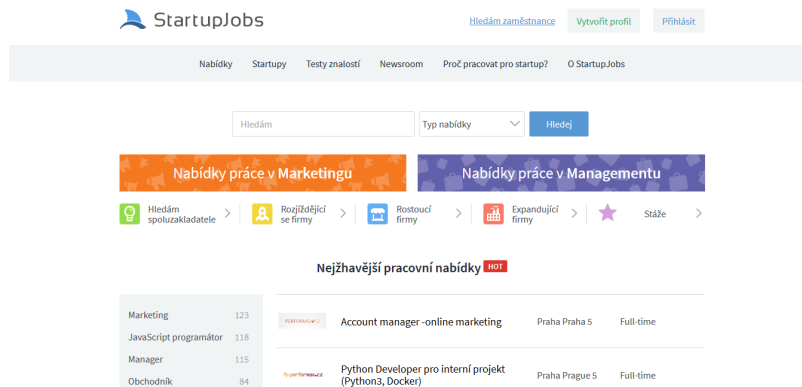 StartupJobs
Hledám zaměstnance
Vytvořit profil
Přihlásit
Nabídky
Startupy
Testy znalostí
Newsroom
Proč pracovat pro startup?
O StartupJobs
Hledám
Typ nabídky
Hledej
Nabídky práce v Marketingu
Nabídky práce v Managementu
Hledám
spoluzakladatele
Rozjíždějící
se firmy
Rostoucí
firmy
Expandující
firmy
Stáže
Nejžhavější pracovní nabídky HOT
Marketing 123
JavaScript programátor 118
Manager 115
Obchodník 84
Account manager -online marketing
Praha Praha 5
Full-time
Python Developer pro interní projekt
(Python3, Docker)
Praha Prague 5
Full-time